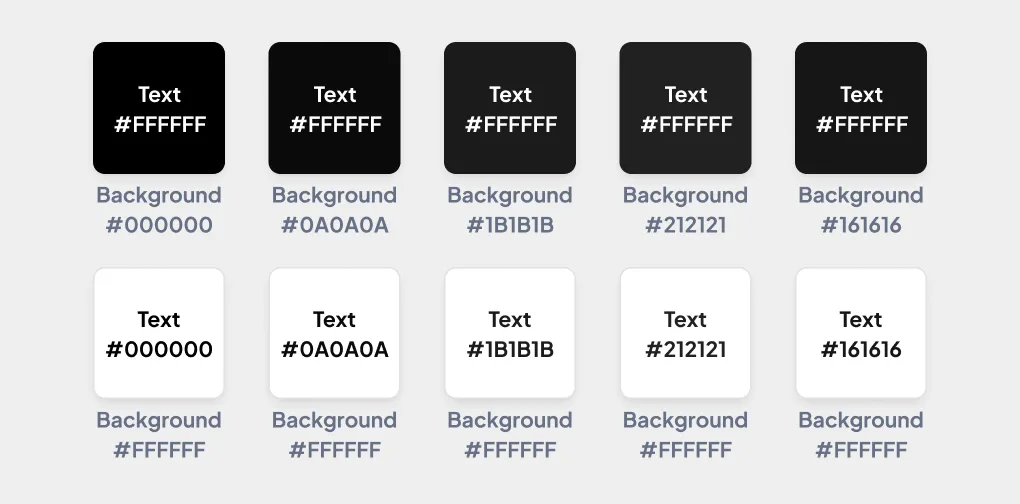 Text
#FFFFFF
Background
#000000
Text
#FFFFFF
Background
#0A0A0A
Text
#FFFFFF
Background
#1B1B1B
Text
#FFFFFF
Background
#212121
Text
#FFFFFF
Background
#161616
Text
#000000
Background
#FFFFFF
Text
#0A0A0A
Background
#FFFFFF
Text
#1B1B1B
Background
#FFFFFF
Text
#212121
Background
#FFFFFF
Text
#161616
Background
#FFFFFF